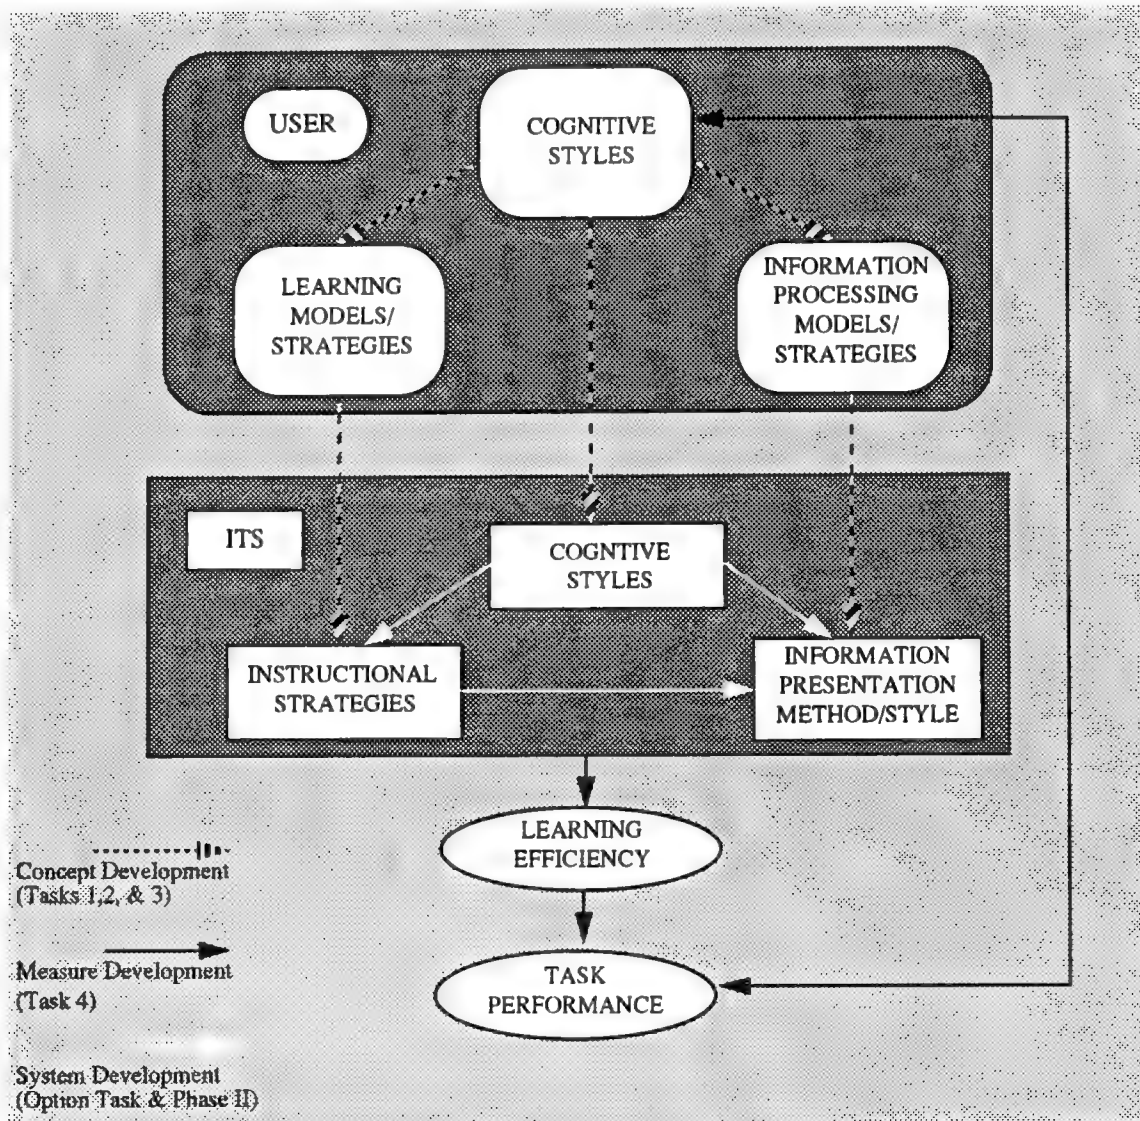 USER
COGNITIVE
STYLES
LEARNING
MODELS/
STRATEGIES
INFORMATION
PROCESSING
MODELS/
STRATEGIES
ITS
COGNTIVE
STYLES
INSTRUCTIONAL
STRATEGIES
INFORMATION
PRESENTATION
METHOD/STYLE
LEARNING
EFFICIENCY
TASK
PERFORMANCE
Concept Development
(Tasks 1,2, & 3)
Measure Development
(Task 4)
System Development
(Option Task & Phase II)